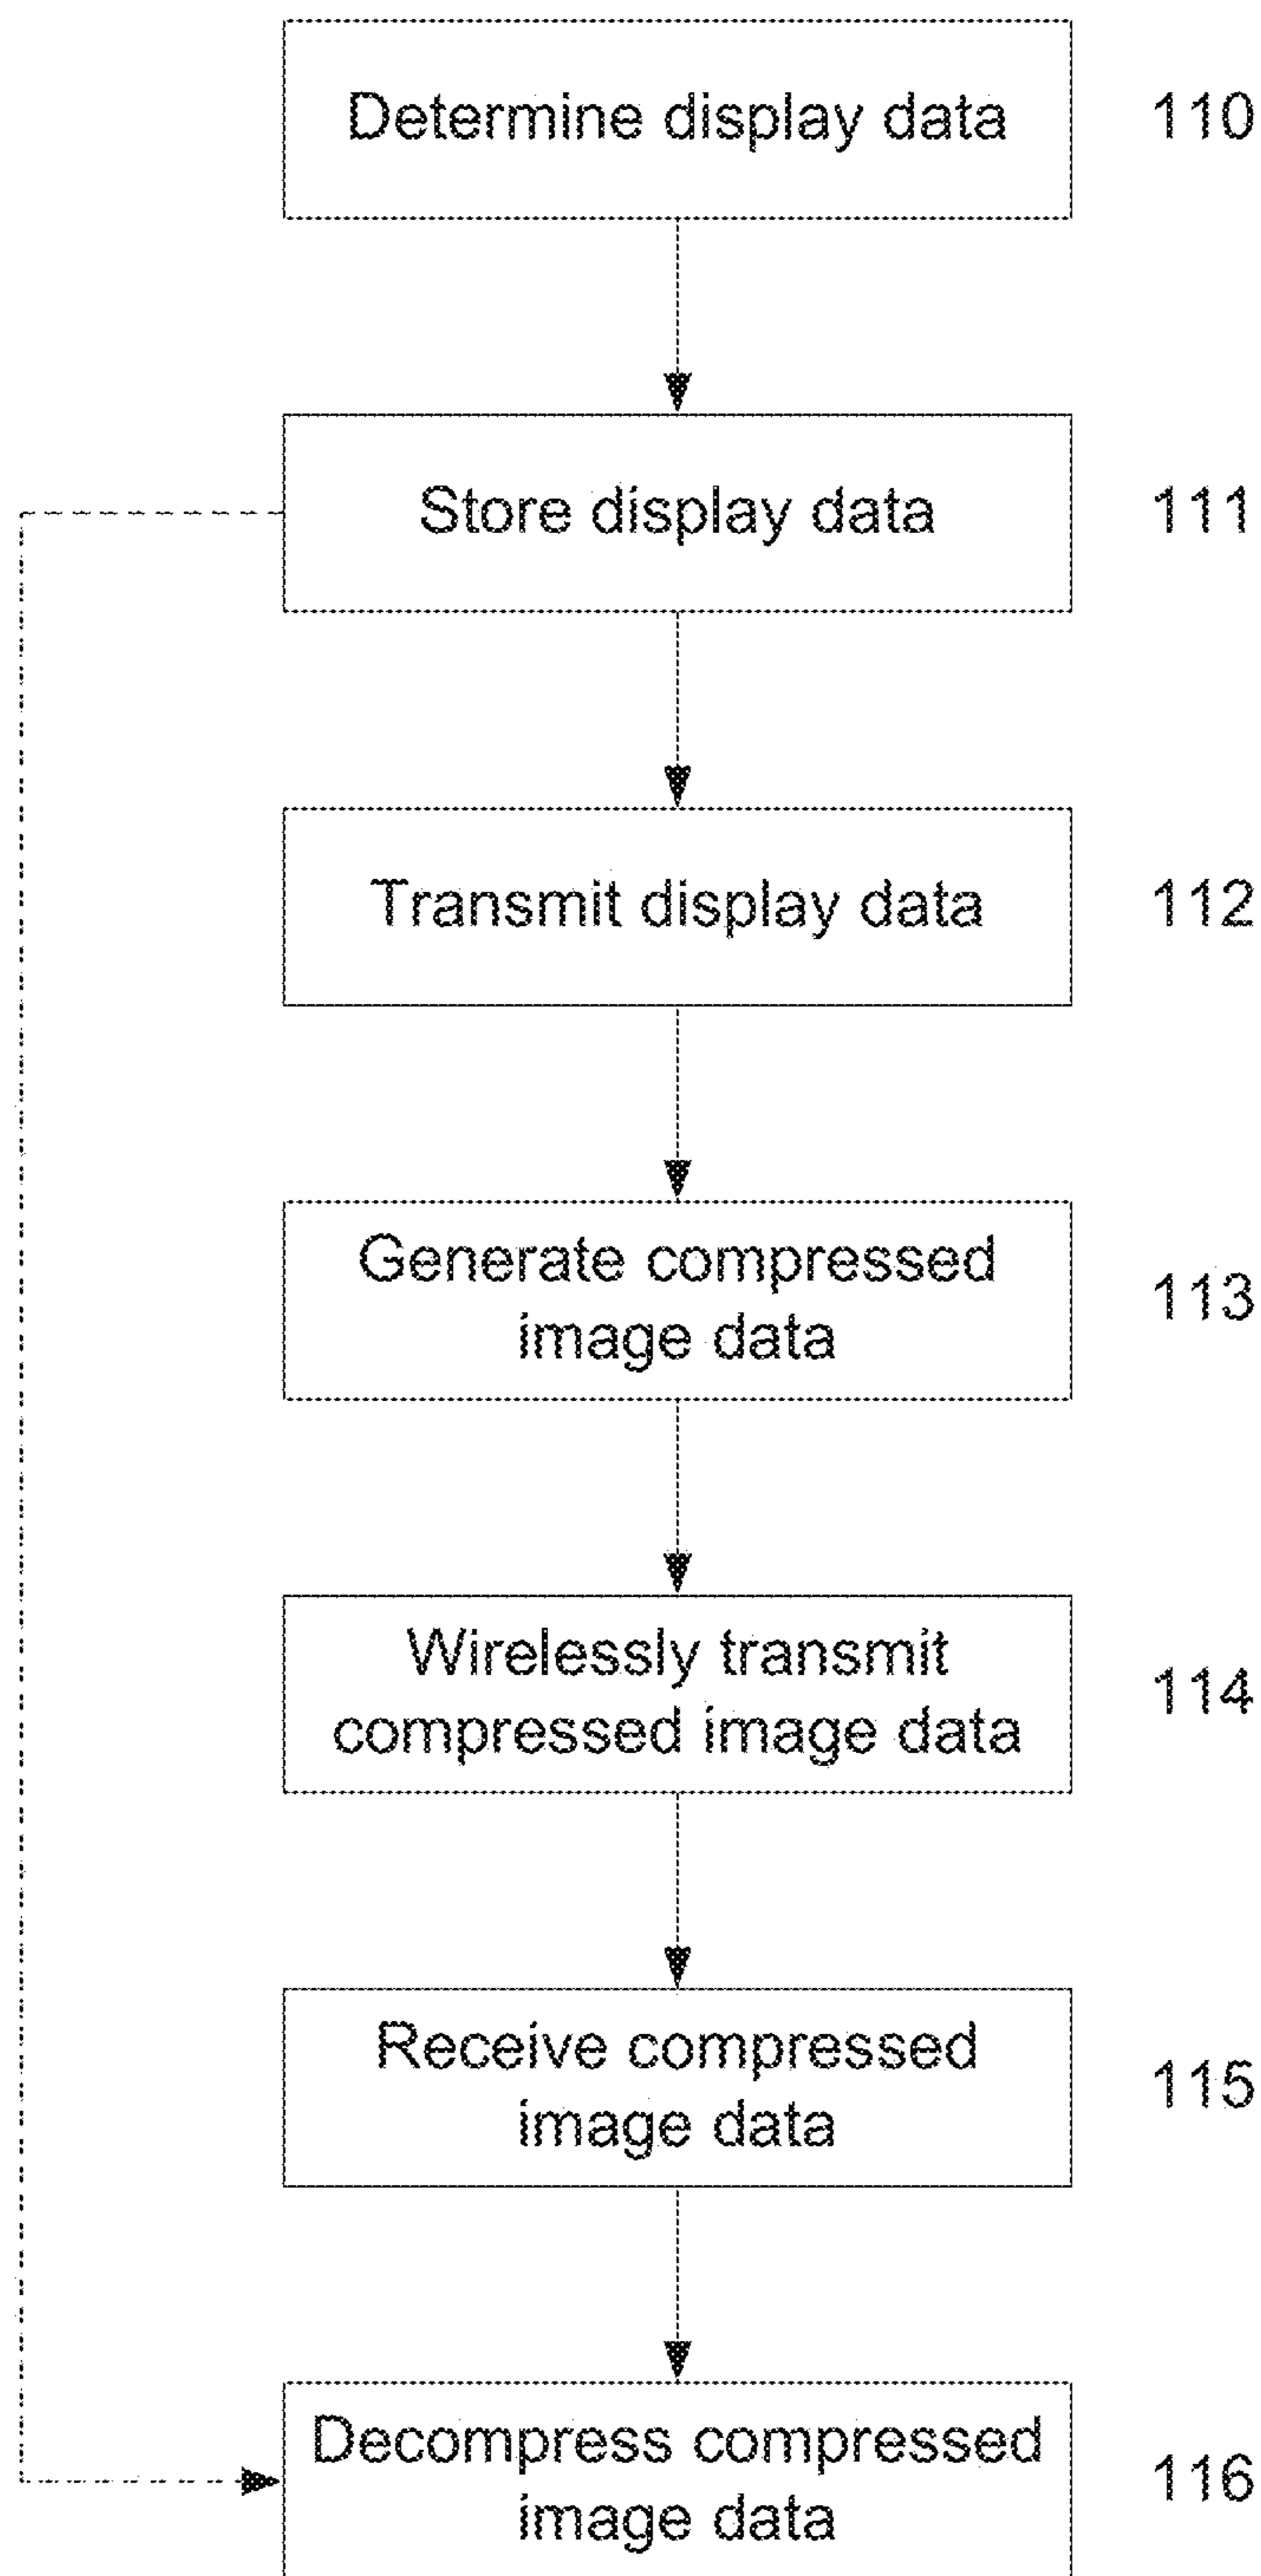 Determine display data
110
Store display data
111
Transmit display data
112
Generate compressed
image data
113
Wirelessly transmit
compressed image data
114
Receive compressed
image data
115
Decompress compressed
image data
116